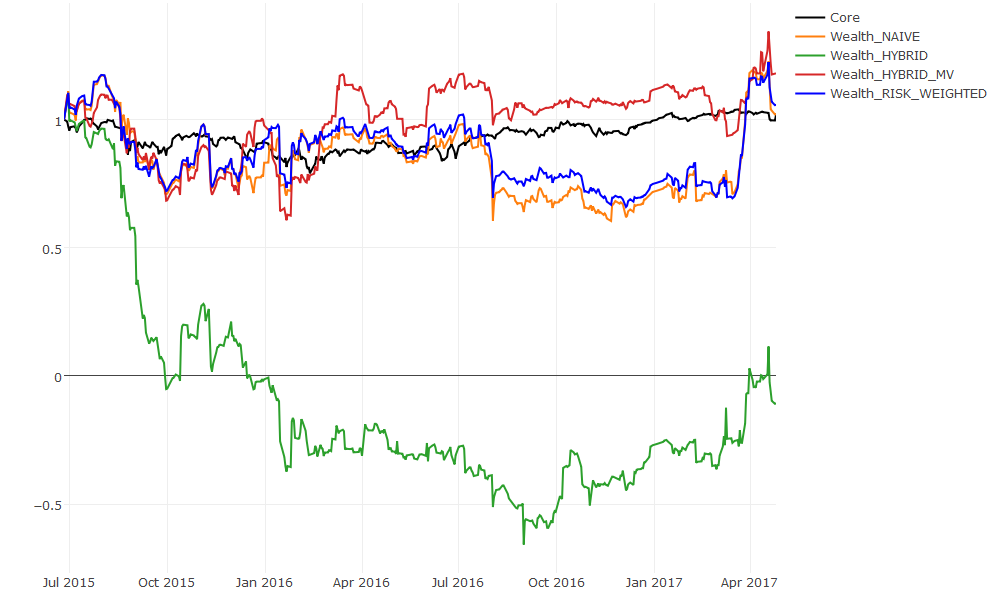 Core
Wealth_NAIVE
Wealth_HYBRID
Wealth_HYBRID_MV
Wealth_RISK_WEIGHTED
1
0.5
0
−0.5
Jul 2015 Oct 2015 Jan 2016 Apr 2016 Jul 2016 Oct 2016 Jan 2017 Apr 2017